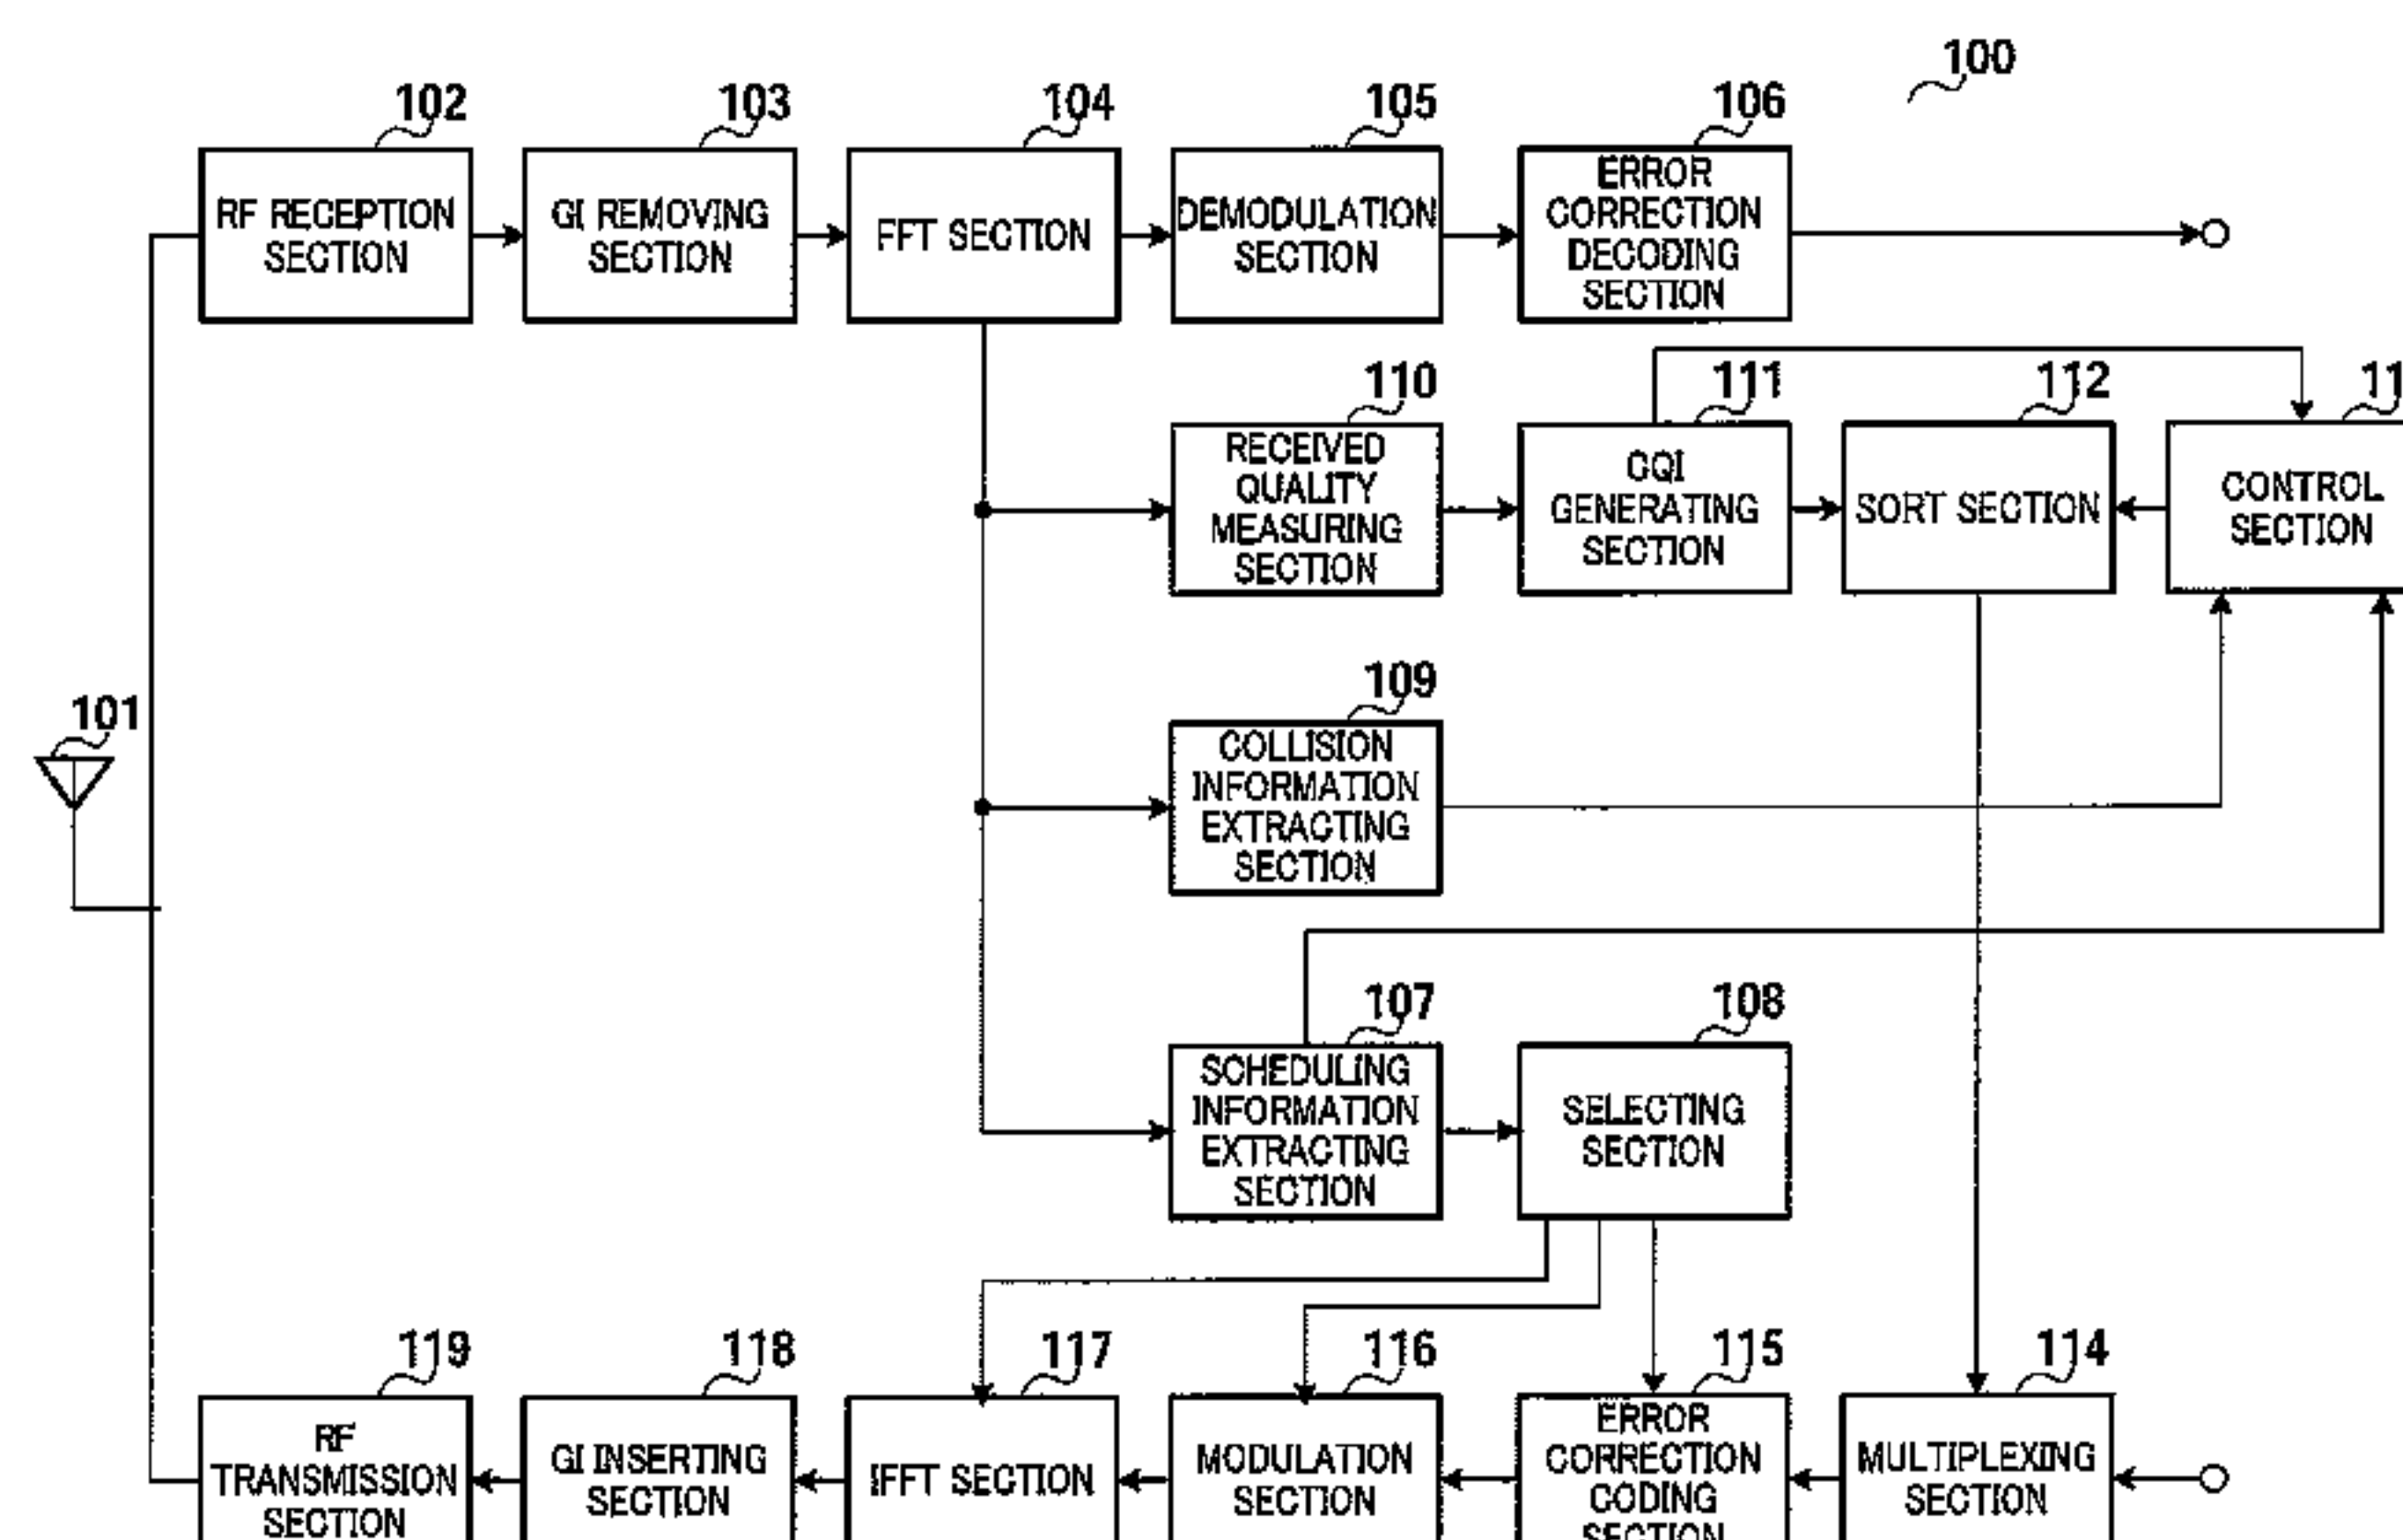 100
102
103
104
105
106
RF RECEPTION
SECTION
GI REMOVING
SECTION
FFT SECTION
DEMODULATION
SECTION
ERROR
CORRECTION
DECODING
SECTION
110
111
112
RECEIVED
QUALITY
MEASURING
SECTION
CQI
GENERATING
SECTION
SORT SECTION
CONTROL
SECTION
109
101
COLLISION
INFORMATION
EXTRACTING
SECTION
107
108
SCHEDULING
INFORMATION
EXTRACTING
SECTION
SELECTING
SECTION
119
118
117
116
115
114
RF
TRANSMISSION
SECTION
GI INSERTING
SECTION
IFFT SECTION
MODULATION
SECTION
ERROR
CORRECTION
CODING
SECTION
MULTIPLEXING
SECTION